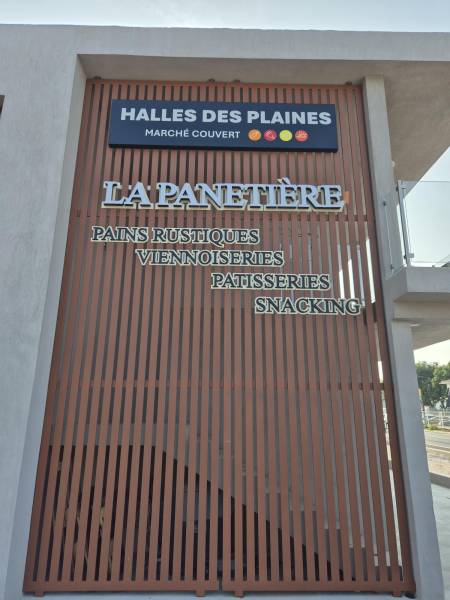 HALLES DES PLAINES
MARCHÉ COUVERT
LA PANETIÈRE
PAINS RUSTIQUES
VIENNOISERIES
PATISSERIES
SNACKING